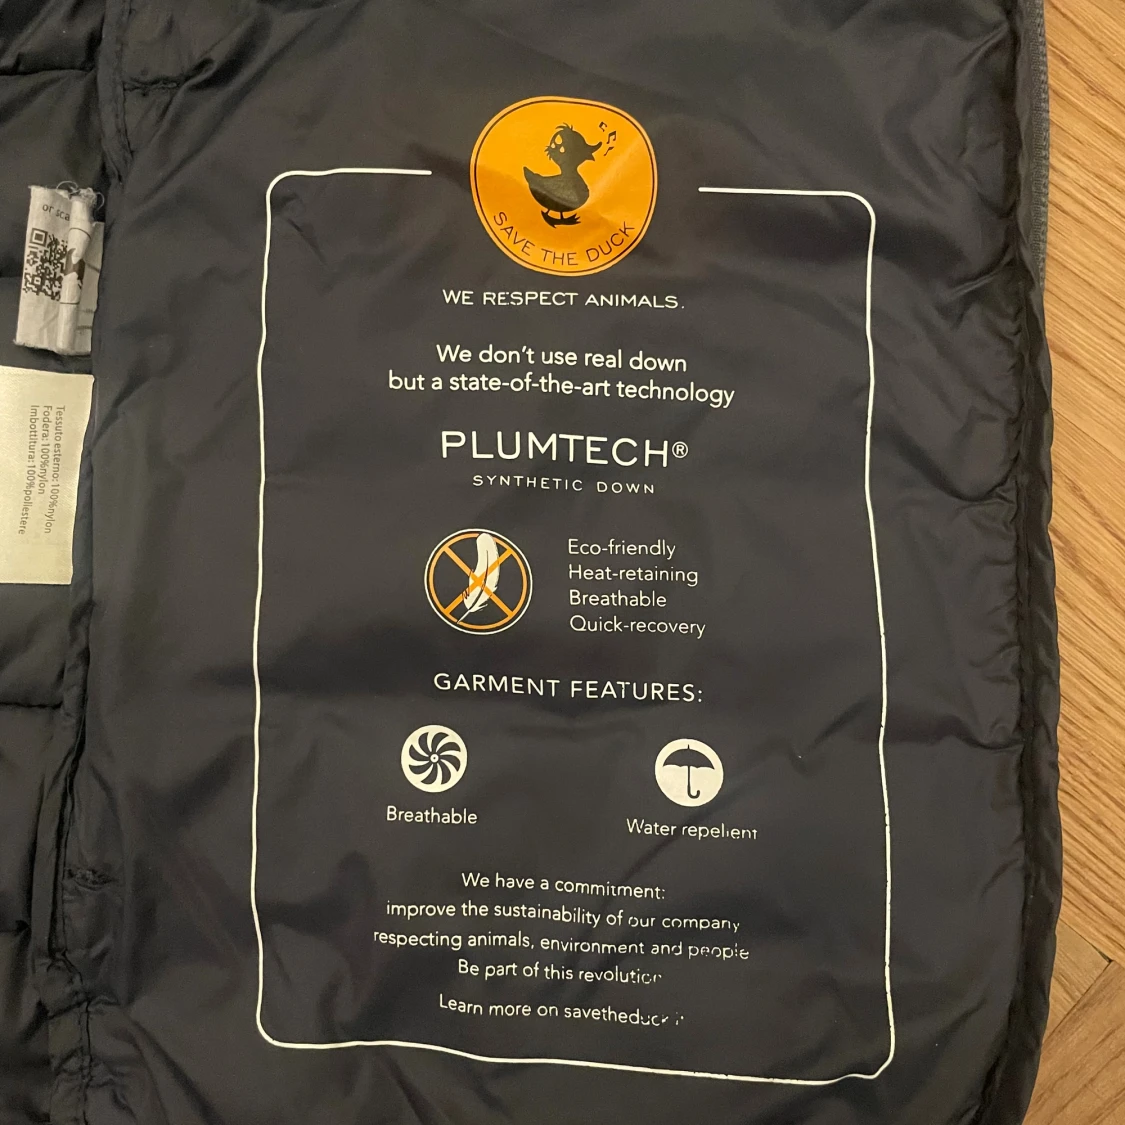 SAVE THE DUCK
WE RESPECT ANIMALS.
We don't use real down
but a state-of-the-art technology
PLUMTECH®
SYNTHETIC DOWN
Eco-friendly
Heat-retaining
Breathable
Quick-recovery
GARMENT FEATURES:
Breathable
Water repellent
We have a commitment:
improve the sustainability of our company
respecting animals, environment and people
Be part of this revolution
Learn more on savetheduck
or sca
Tessuto esterno:100%nylon
Fodera:100%nylon
Imbottitura:100%poliestere